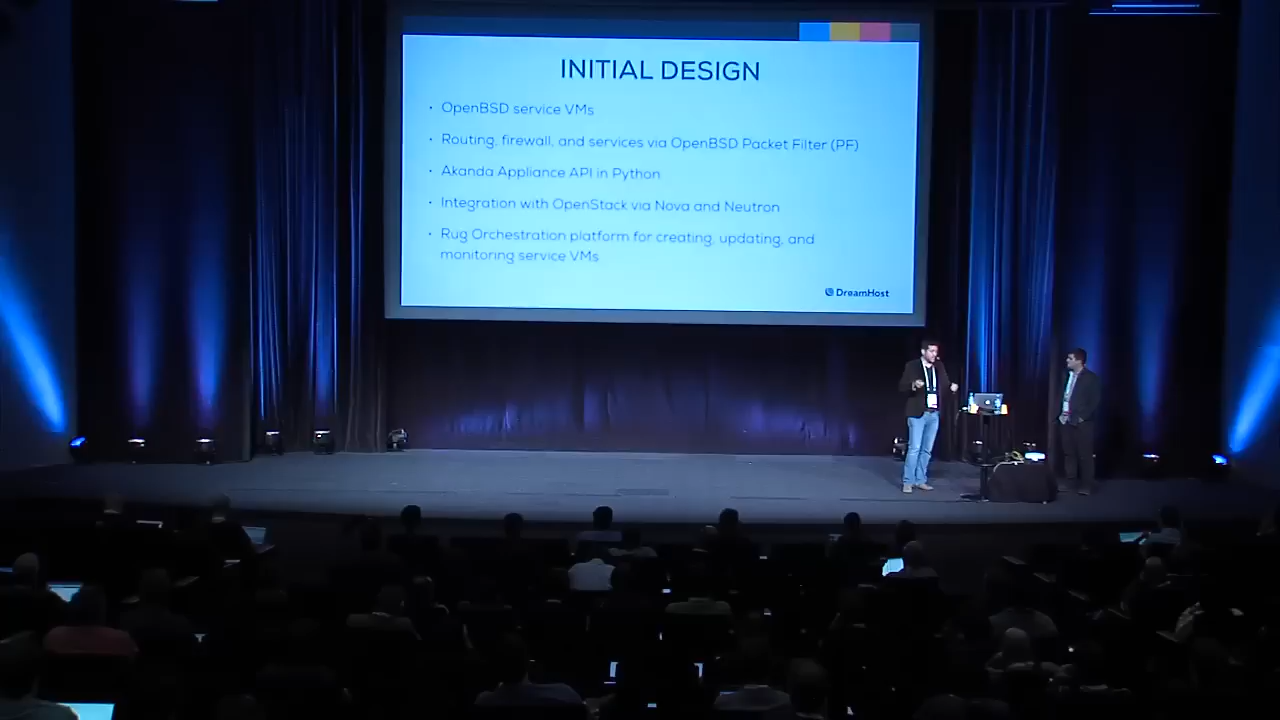 INITIAL DESIGN
• OpenBSD service VMs
• Routing, firewall, and services via OpenBSD Packet Filter (PF)
• Akanda Appliance API in Python
• Integration with OpenStack via Nova and Neutron
• Rug Orchestration platform for creating, updating, and
monitoring service VMs
DreamHost